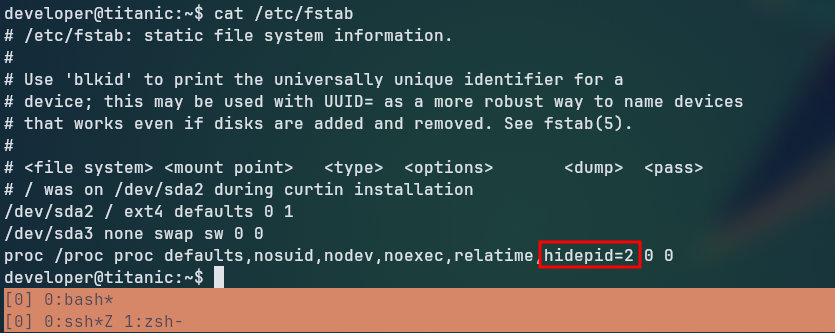 developer@titanic:~$ cat /etc/fstab
# /etc/fstab: static file system information.
#
# Use 'blkid' to print the universally unique identifier for a
# device; this may be used with UUID= as a more robust way to name devices
# that works even if disks are added and removed. See fstab(5).
#
# <file system> <mount point>   <type>  <options>       <dump>  <pass>
# / was on /dev/sda2 during curtin installation
/dev/sda2 / ext4 defaults 0 1
/dev/sda3 none swap sw 0 0
proc /proc proc defaults,nosuid,nodev,noexec,relatime,hidepid=2 0 0
developer@titanic:~$
[0] 0:bash*
[0] 0:ssh*Z 1:zsh-